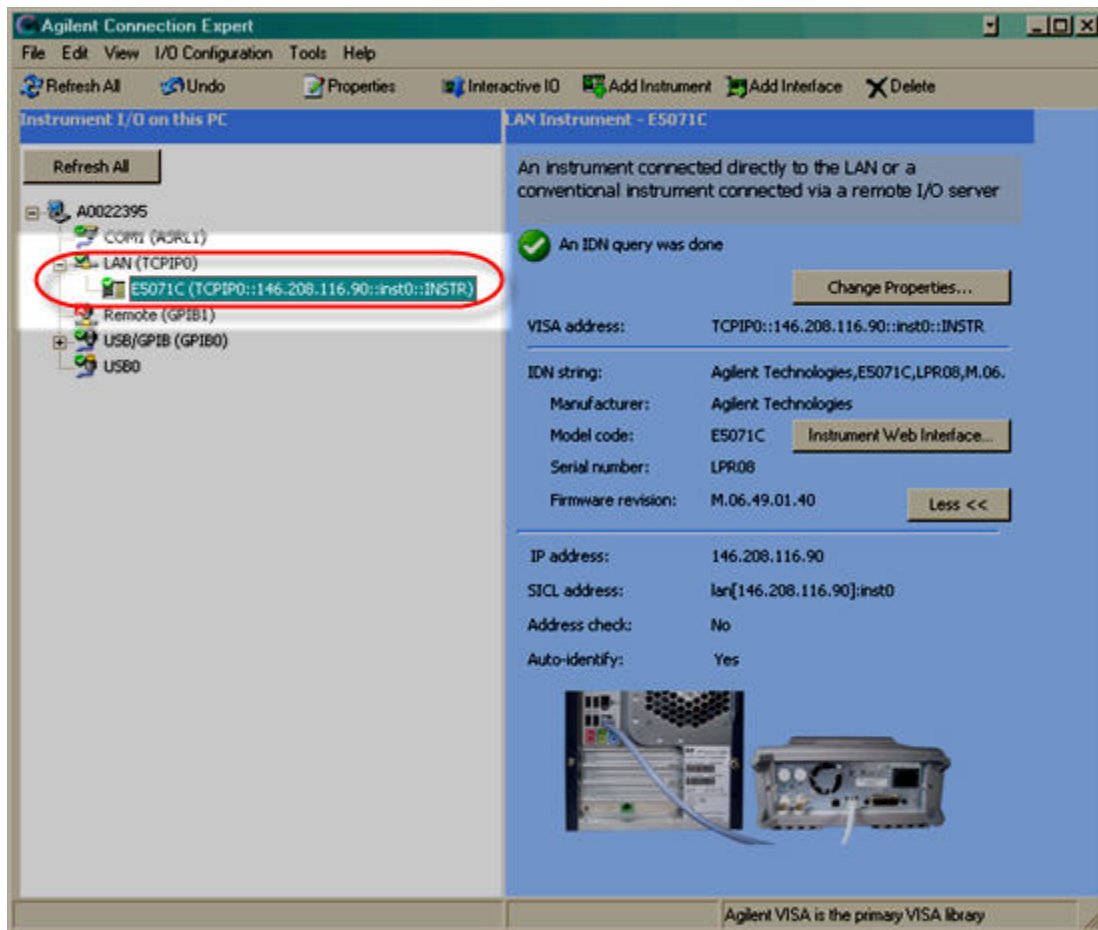 Agilent Connection Expert
File Edit View I/O Configuration Tools Help
Refresh All Undo Properties Interactive IO Add Instrument Add Interface Delete
Instrument I/O on this PC
Refresh All
A0022395
COM1 (ASRL1)
LAN (TCPIP0)
E5071C (TCPIP0::146.208.116.90::inst0::INSTR)
Remote (GPIB1)
USB/GPIB (GPIB0)
USB0
LAN Instrument - E5071C
An instrument connected directly to the LAN or a
conventional instrument connected via a remote I/O server
An IDN query was done
Change Properties...
VISA address: TCPIP0::146.208.116.90::inst0::INSTR
IDN string: Agilent Technologies,E5071C,LPR08,M.06.
Manufacturer: Agilent Technologies
Model code: E5071C Instrument Web Interface...
Serial number: LPR08
Firmware revision: M.06.49.01.40 Less <<
IP address: 146.208.116.90
SICL address: lan[146.208.116.90]:inst0
Address check: No
Auto-identify: Yes
Agilent VISA is the primary VISA library